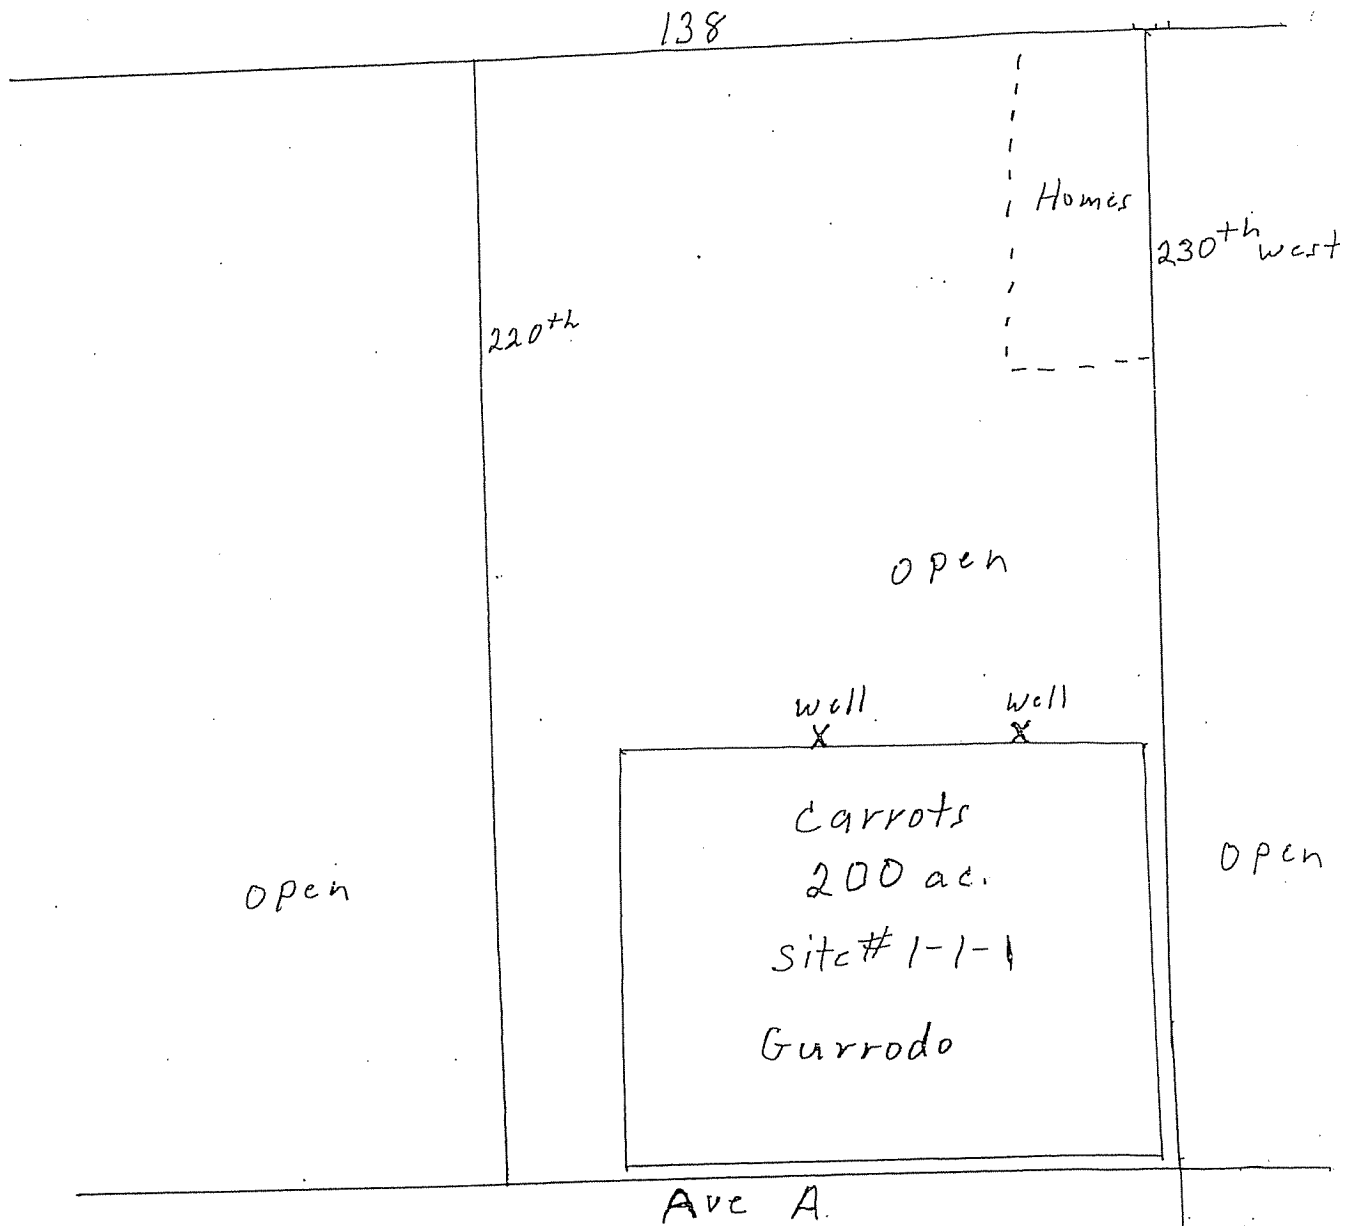 138
Homes
230th west
220th
open
well
well
Carrots
200 ac.
open
open
Site# 1-1-1
Gurrodo
Ave A.